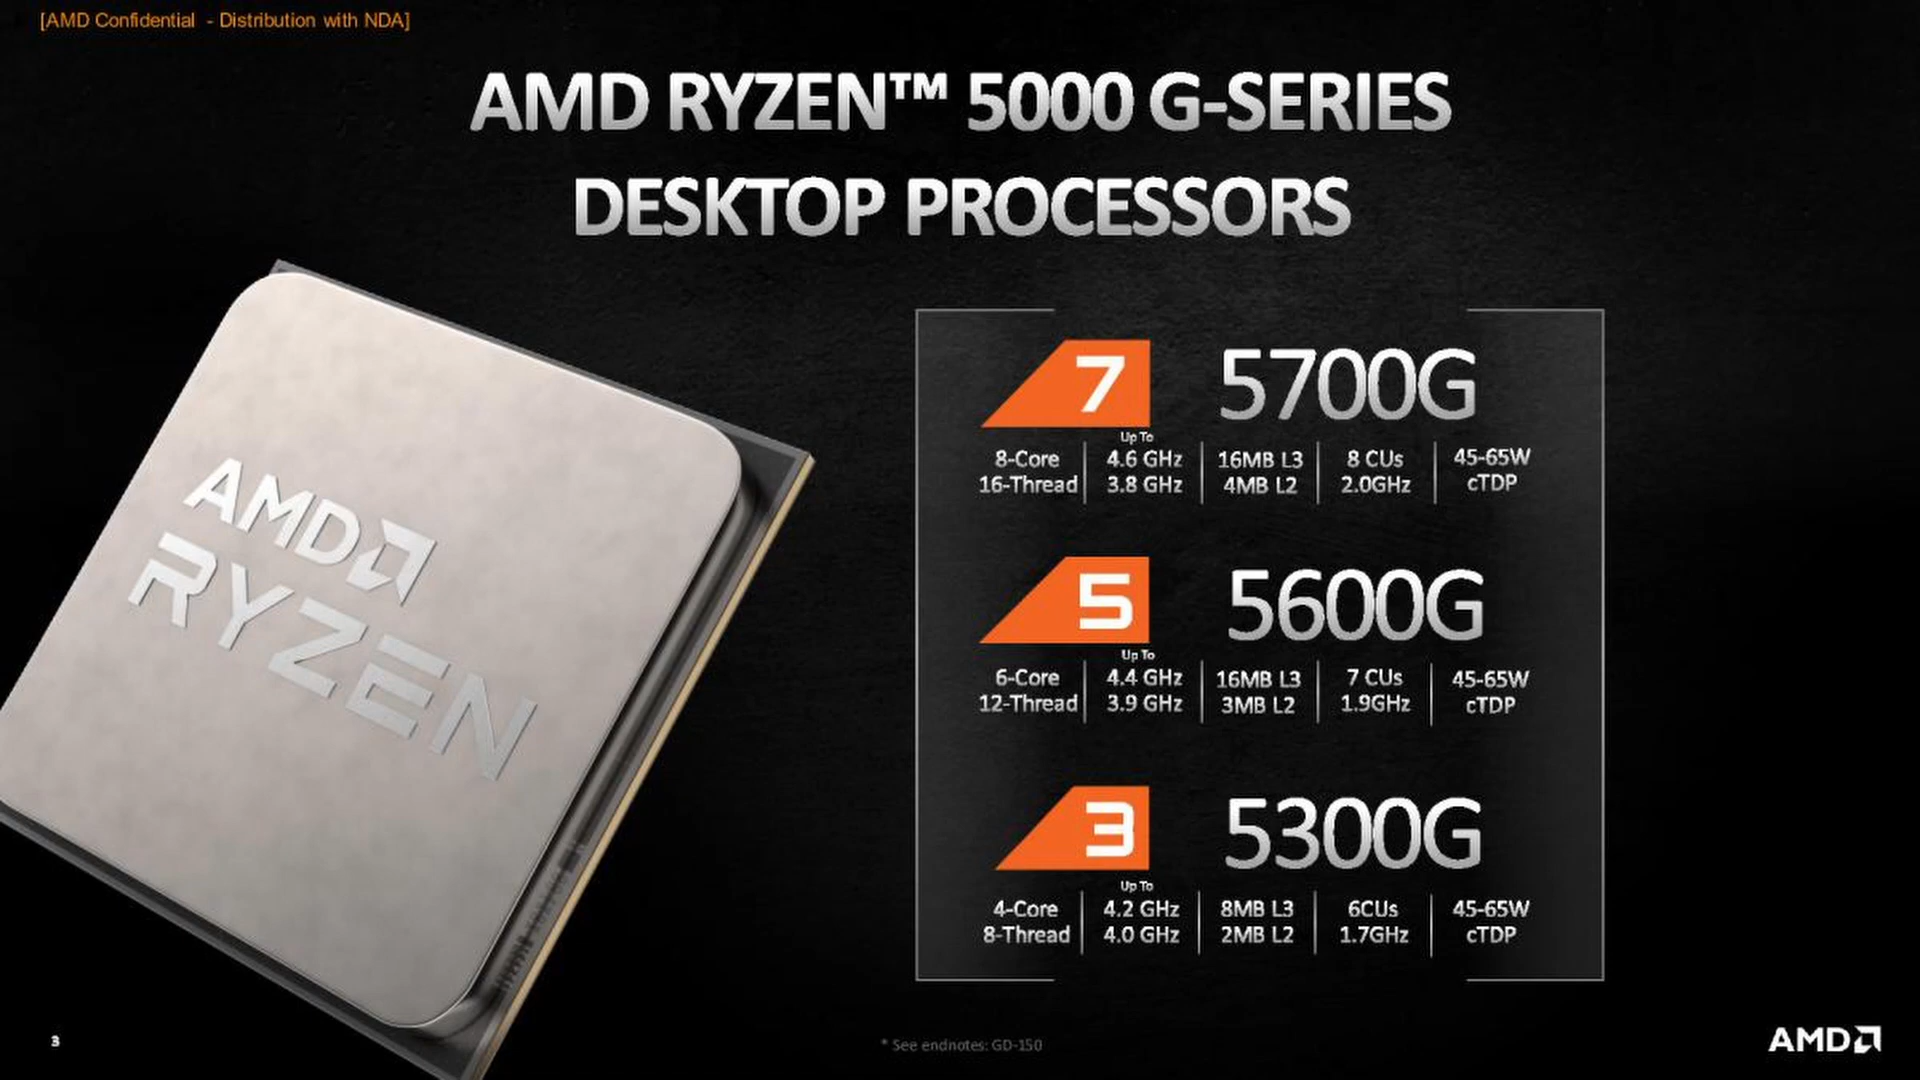 [AMD Confidential - Distribution with NDA]
AMD RYZEN™ 5000 G-SERIES
DESKTOP PROCESSORS
AMD
RYZEN
7 5700G
Up To
8-Core 4.6 GHz 16MB L3 8 CUs 45-65W
16-Thread 3.8 GHz 4MB L2 2.0GHz cTDP
5 5600G
Up To
6-Core 4.4 GHz 16MB L3 7 CUs 45-65W
12-Thread 3.9 GHz 3MB L2 1.9GHz cTDP
3 5300G
Up To
4-Core 4.2 GHz 8MB L3 6CUs 45-65W
8-Thread 4.0 GHz 2MB L2 1.7GHz cTDP
3
* See endnotes: GD-150
AMD